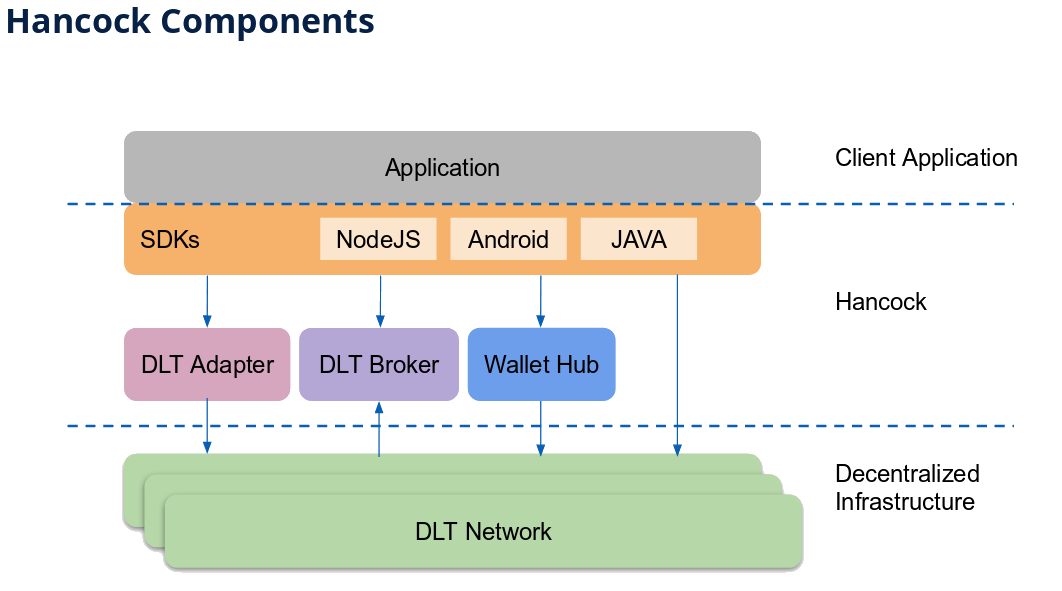 Hancock Components
Application
Client Application
SDKs
NodeJS
Android
JAVA
Hancock
DLT Adapter
DLT Broker
Wallet Hub
Decentralized
Infrastructure
DLT Network